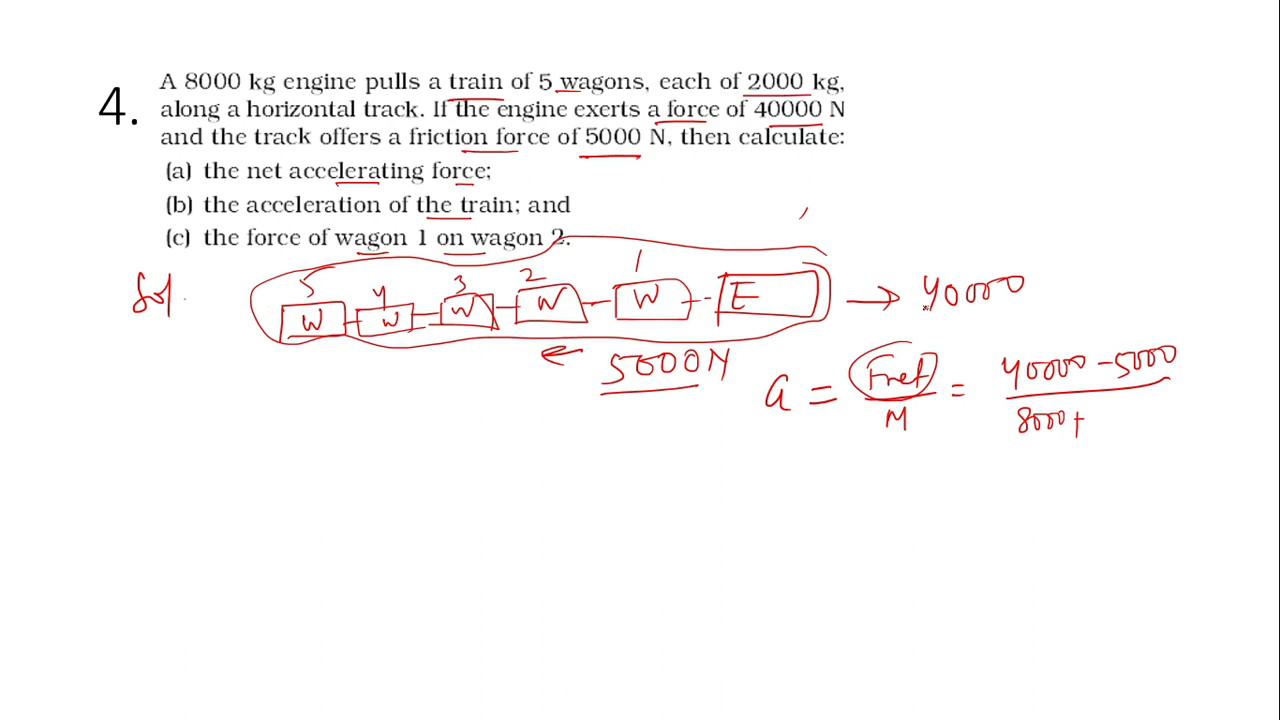 4.
A 8000 kg engine pulls a train of 5 wagons, each of 2000 kg,
along a horizontal track. If the engine exerts a force of 40000 N
and the track offers a friction force of 5000 N, then calculate:
(a) the net accelerating force;
(b) the acceleration of the train; and
(c) the force of wagon 1 on wagon 2.
Sol.
5 4 3 2 1
W W W W W E → 40000
← 5000N
a = Fnet/M = 40000 - 5000/8000 +